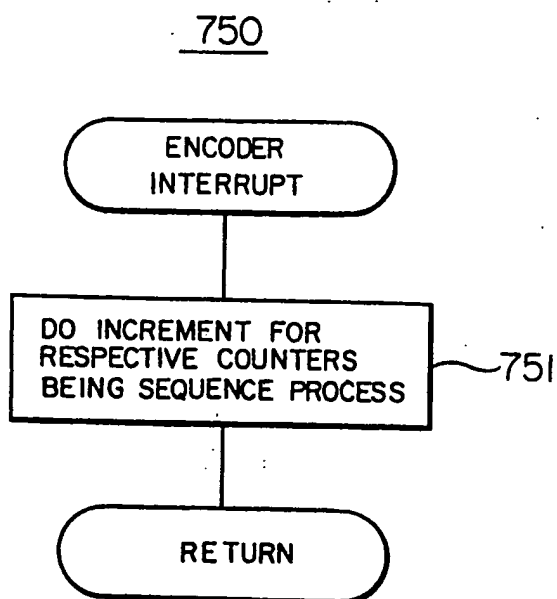 750
ENCODER
INTERRUPT
DO INCREMENT FOR
RESPECTIVE COUNTERS
BEING SEQUENCE PROCESS
751
RETURN